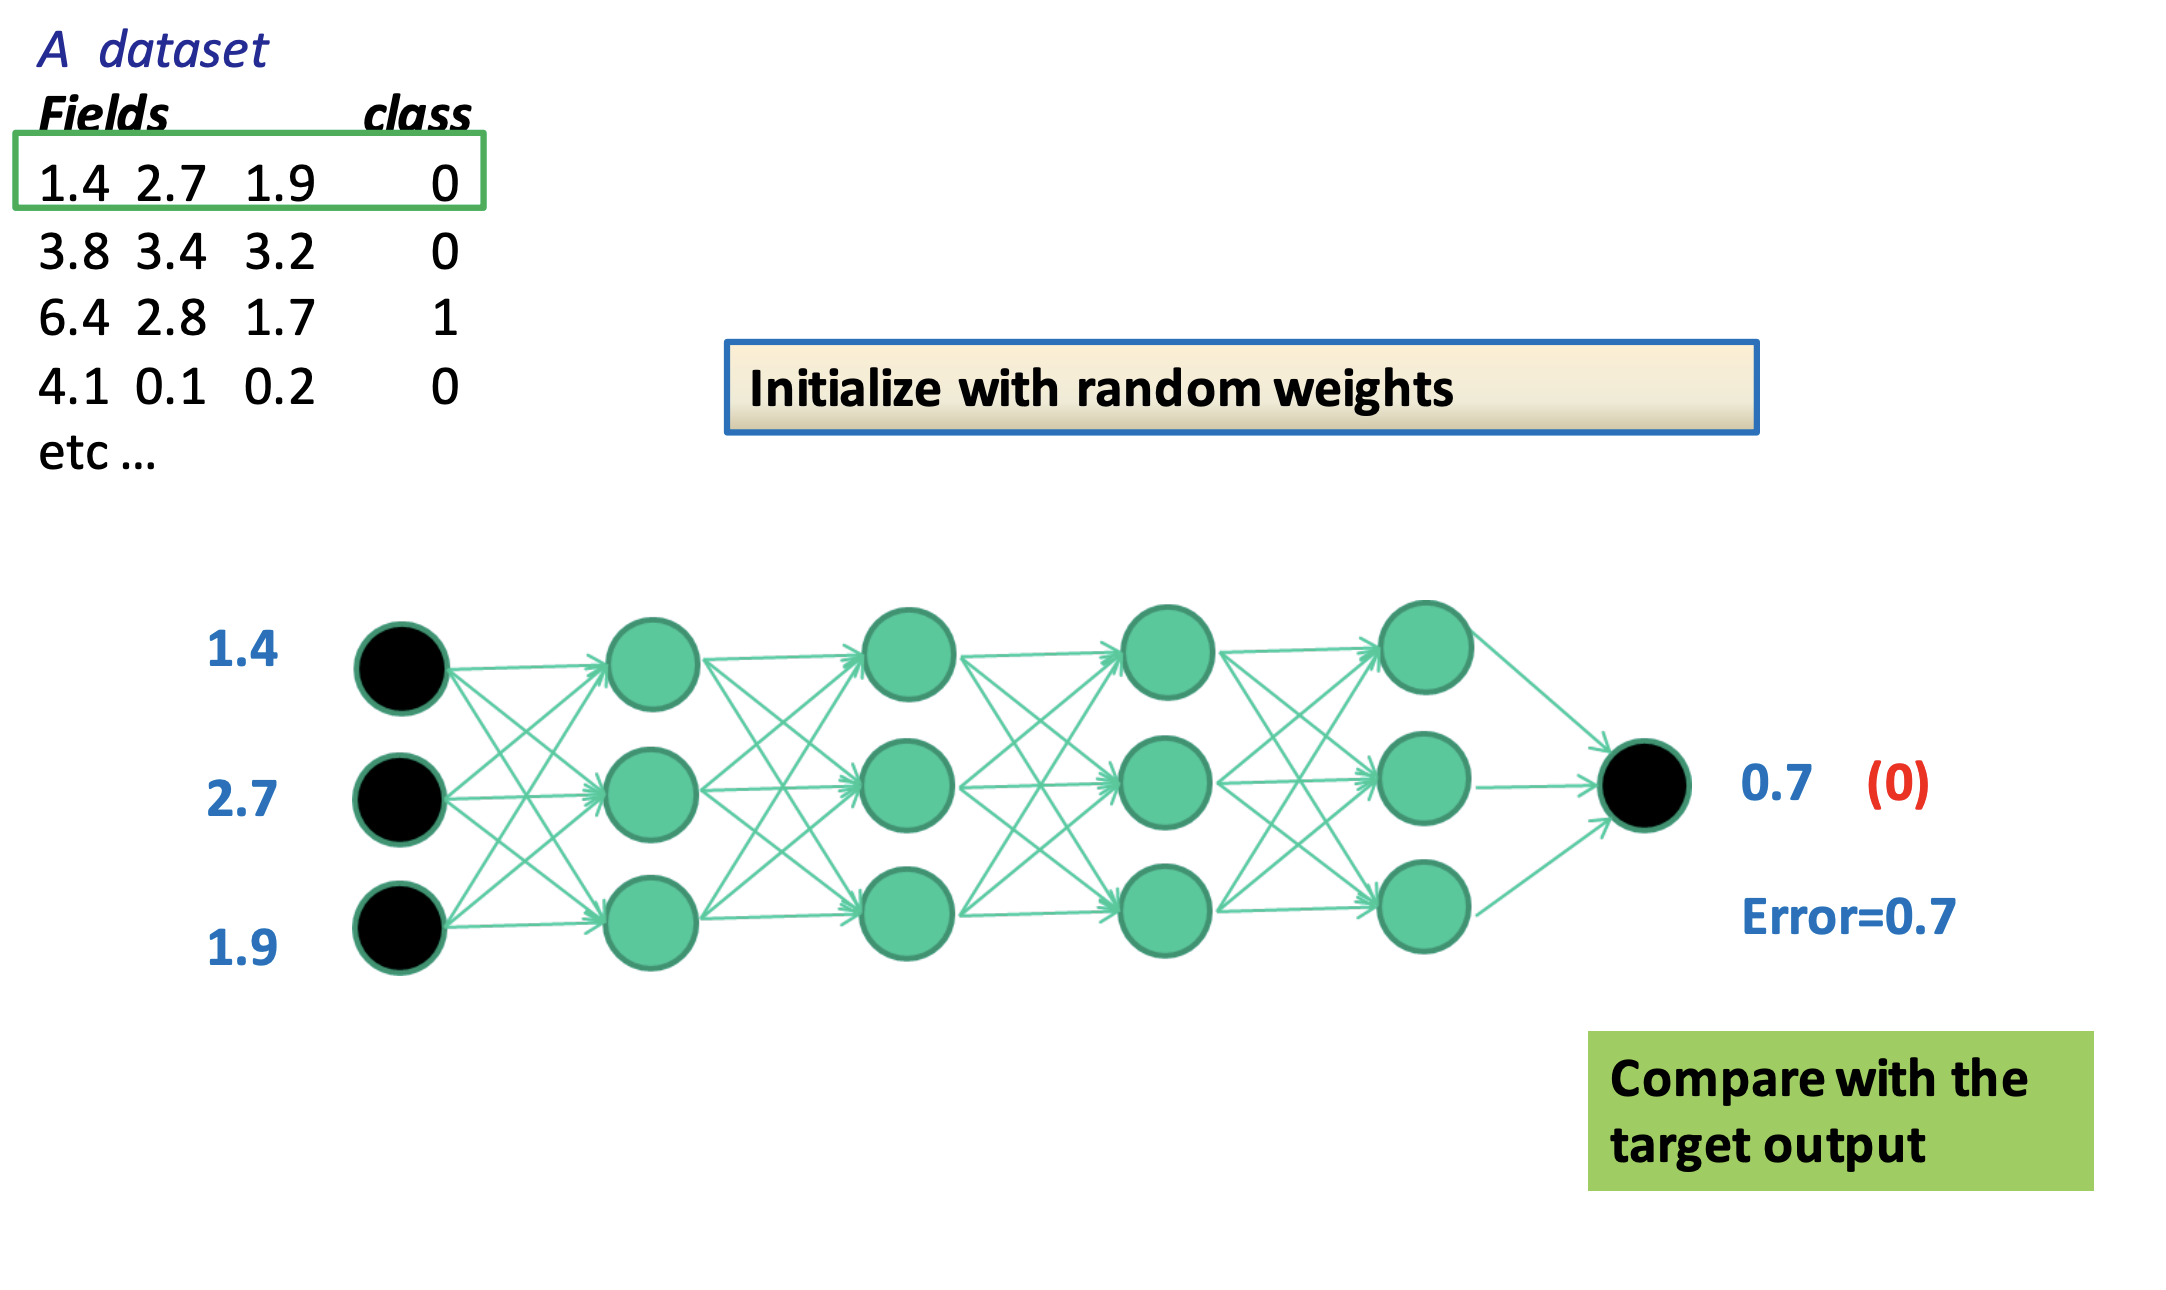 A dataset
Fields class
1.4 2.7 1.9 0
3.8 3.4 3.2 0
6.4 2.8 1.7 1
4.1 0.1 0.2 0
etc ...
Initialize with random weights
1.4
2.7
1.9
0.7 (0)
Error=0.7
Compare with the
target output